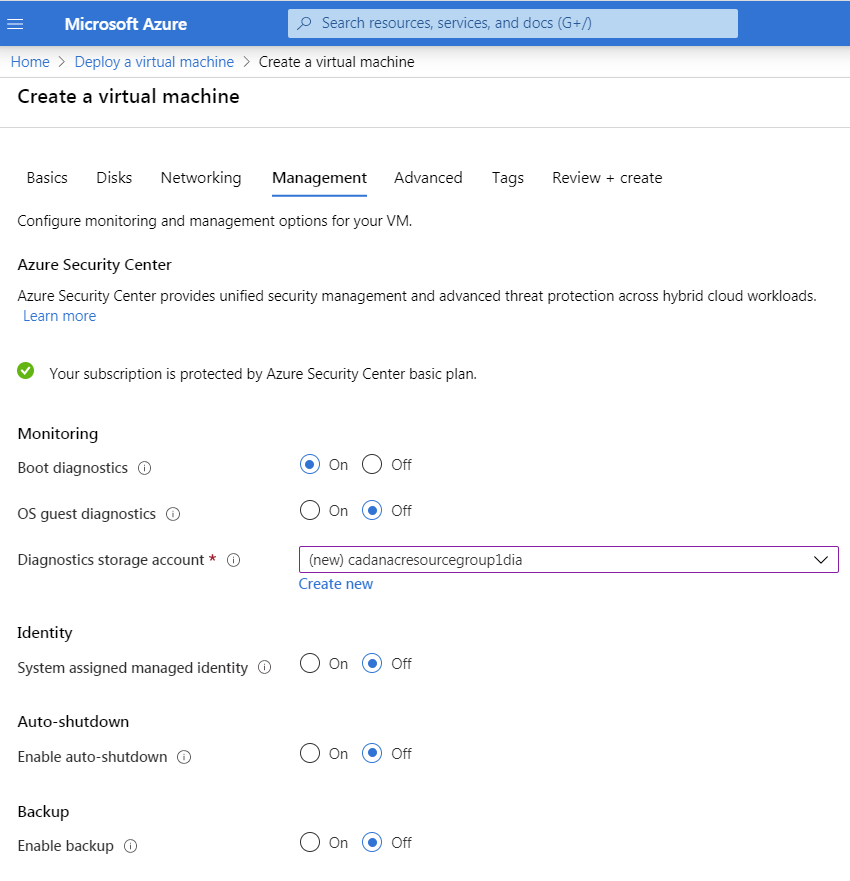 Microsoft Azure
Search resources, services, and docs (G+/)
Home > Deploy a virtual machine > Create a virtual machine
Create a virtual machine
Basics Disks Networking Management Advanced Tags Review + create
Configure monitoring and management options for your VM.
Azure Security Center
Azure Security Center provides unified security management and advanced threat protection across hybrid cloud workloads.
Learn more
Your subscription is protected by Azure Security Center basic plan.
Monitoring
Boot diagnostics On Off
OS guest diagnostics On Off
Diagnostics storage account * (new) cadanacresourcegroup1dia
Create new
Identity
System assigned managed identity On Off
Auto-shutdown
Enable auto-shutdown On Off
Backup
Enable backup On Off